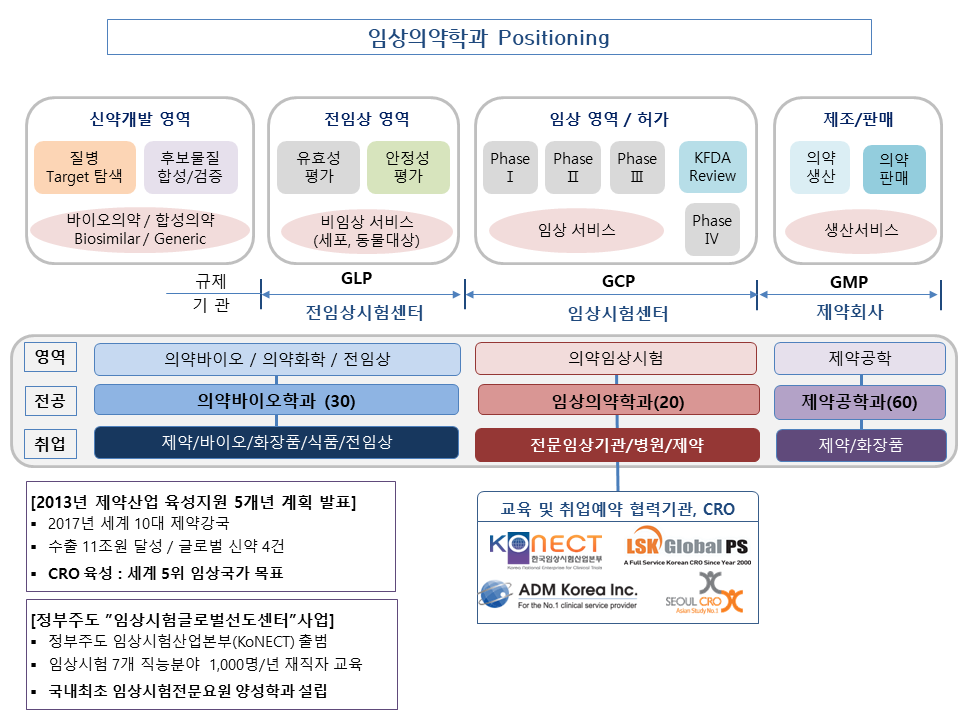 임상의약학과 Positioning
신약개발 영역
질병
Target 탐색
후보물질
합성/검증
바이오의약 / 합성의약
Biosimilar / Generic
전임상 영역
유효성
평가
안정성
평가
비임상 서비스
(세포, 동물대상)
임상 영역 / 허가
Phase
Ⅰ
Phase
Ⅱ
Phase
Ⅲ
KFDA
Review
임상 서비스
Phase
Ⅳ
제조/판매
의약
생산
의약
판매
생산서비스
규제
기 관
GLP
전임상시험센터
GCP
임상시험센터
GMP
제약회사
영역
의약바이오 / 의약화학 / 전임상
의약임상시험
제약공학
전공
의약바이오학과 (30)
임상의약학과(20)
제약공학과(60)
취업
제약/바이오/화장품/식품/전임상
전문임상기관/병원/제약
제약/화장품
[2013년 제약산업 육성지원 5개년 계획 발표]
▪ 2017년 세계 10대 제약강국
▪ 수출 11조원 달성 / 글로벌 신약 4건
▪ CRO 육성 : 세계 5위 임상국가 목표
[정부주도 ”임상시험글로벌선도센터”사업]
▪ 정부주도 임상시험산업본부(KoNECT) 출범
▪ 임상시험 7개 직능분야 1,000명/년 재직자 교육
▪ 국내최초 임상시험전문요원 양성학과 설립
교육 및 취업예약 협력기관, CRO
KONECT
한국임상시험산업본부
Korea National Enterprise for Clinical Trials
LSK Global PS
A Full Service Korean CRO Since 2000
ADM Korea Inc.
For the No.1 clinical service provider
SEOUL CRO
Asian Study No.1